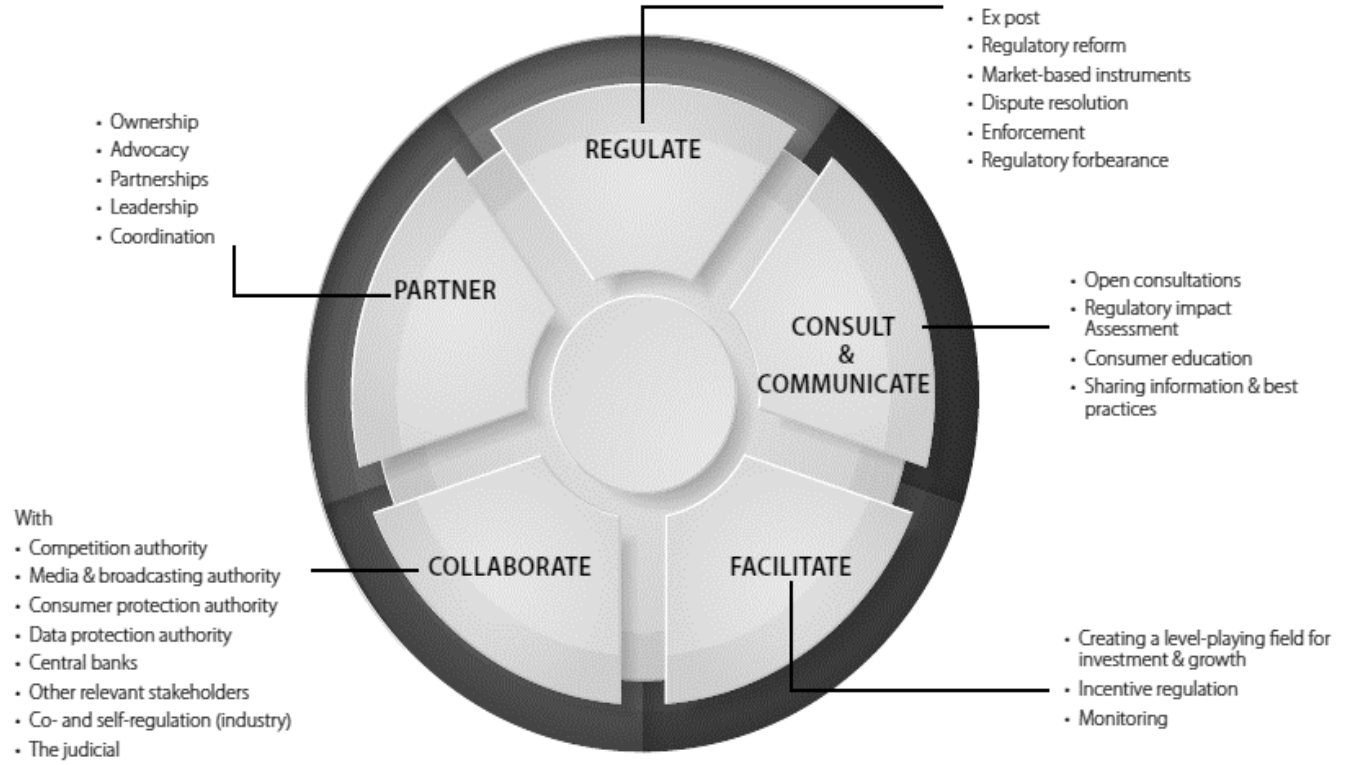 • Ex post
• Regulatory reform
• Market-based instruments
• Dispute resolution
• Enforcement
• Regulatory forbearance
REGULATE
• Ownership
• Advocacy
• Partnerships
• Leadership
• Coordination
PARTNER
CONSULT
&
COMMUNICATE
• Open consultations
• Regulatory impact
Assessment
• Consumer education
• Sharing information & best
practices
With
• Competition authority
• Media & broadcasting authority
• Consumer protection authority
• Data protection authority
• Central banks
• Other relevant stakeholders
• Co- and self-regulation (industry)
• The judicial
COLLABORATE
FACILITATE
• Creating a level-playing field for
investment & growth
• Incentive regulation
• Monitoring